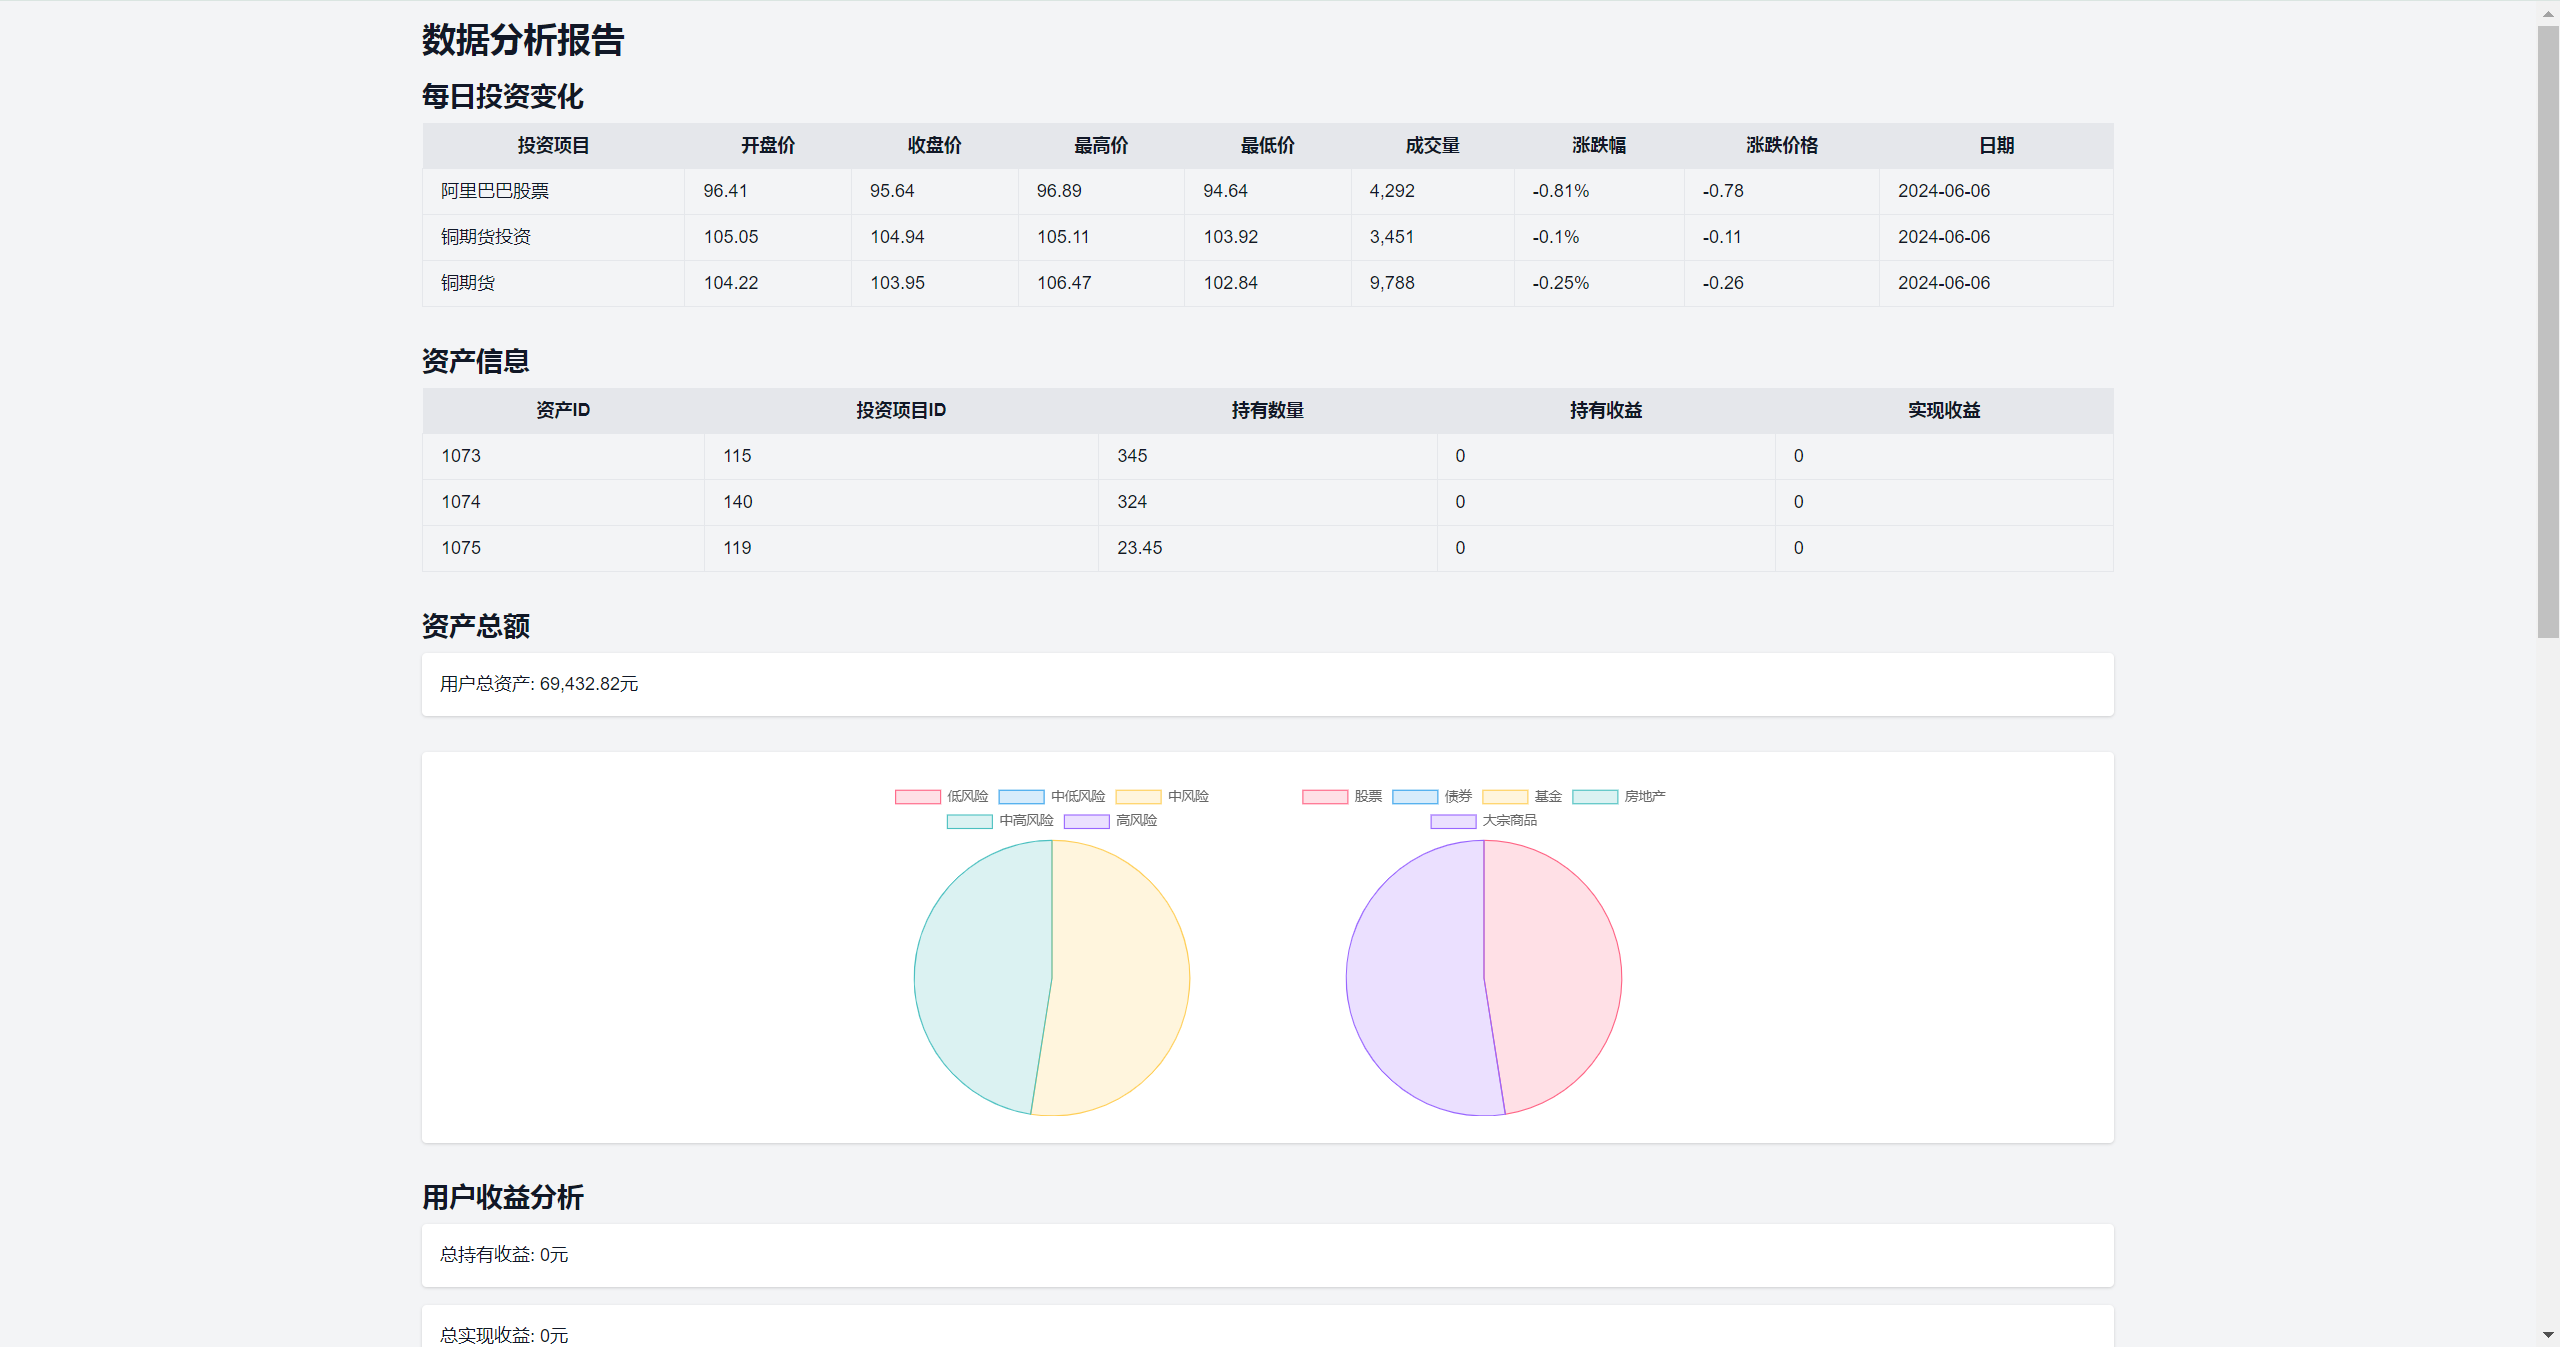 数据分析报告
每日投资变化
投资项目 开盘价 收盘价 最高价 最低价 成交量 涨跌幅 涨跌价格 日期
阿里巴巴股票 96.41 95.64 96.89 94.64 4,292 -0.81% -0.78 2024-06-06
铜期货投资 105.05 104.94 105.11 103.92 3,451 -0.1% -0.11 2024-06-06
铜期货 104.22 103.95 106.47 102.84 9,788 -0.25% -0.26 2024-06-06
资产信息
资产ID 投资项目ID 持有数量 持有收益 实现收益
1073 115 345 0 0
1074 140 324 0 0
1075 119 23.45 0 0
资产总额
用户总资产: 69,432.82元
低风险 中低风险 中风险
中高风险 高风险
股票 债券 基金 房地产
大宗商品
用户收益分析
总持有收益: 0元
总实现收益: 0元